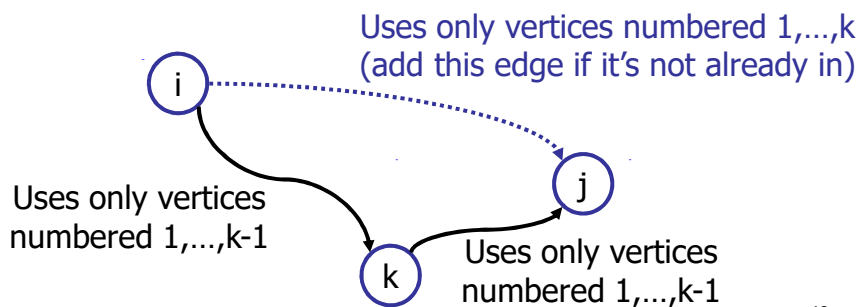 Uses only vertices numbered 1,...,k
(add this edge if it's not already in)
i
j
Uses only vertices
numbered 1,...,k-1
k
Uses only vertices
numbered 1,...,k-1